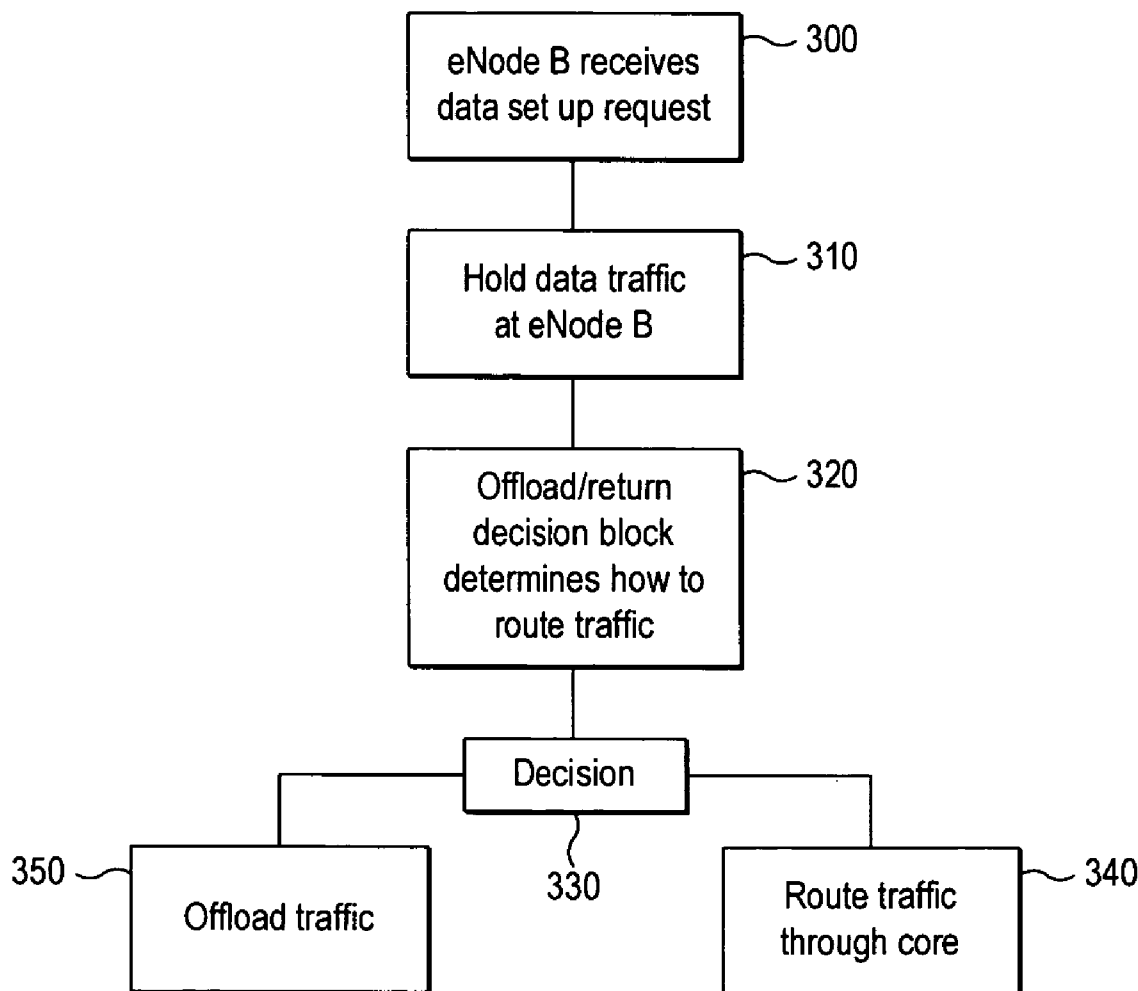 eNode B receives
data set up request
300
Hold data traffic
at eNode B
310
Offload/return
decision block
determines how to
route traffic
320
Decision
330
350
Offload traffic
Route traffic
through core
340